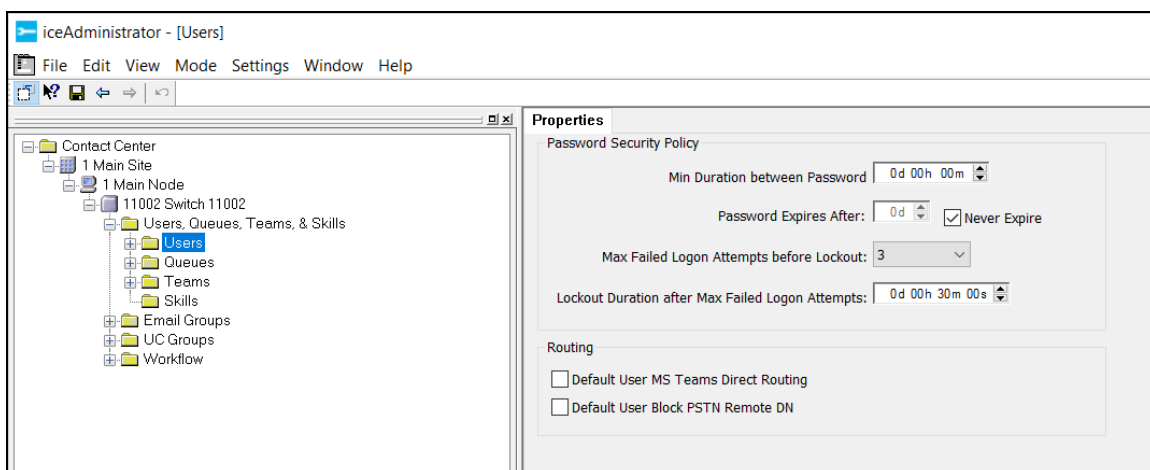 iceAdministrator - [Users]
File Edit View Mode Settings Window Help
Contact Center
1 Main Site
1 Main Node
11002 Switch 11002
Users, Queues, Teams, & Skills
Users
Queues
Teams
Skills
Email Groups
UC Groups
Workflow
Properties
Password Security Policy
Min Duration between Password 0d 00h 00m
Password Expires After: 0d Never Expire
Max Failed Logon Attempts before Lockout: 3
Lockout Duration after Max Failed Logon Attempts: 0d 00h 30m 00s
Routing
Default User MS Teams Direct Routing
Default User Block PSTN Remote DN